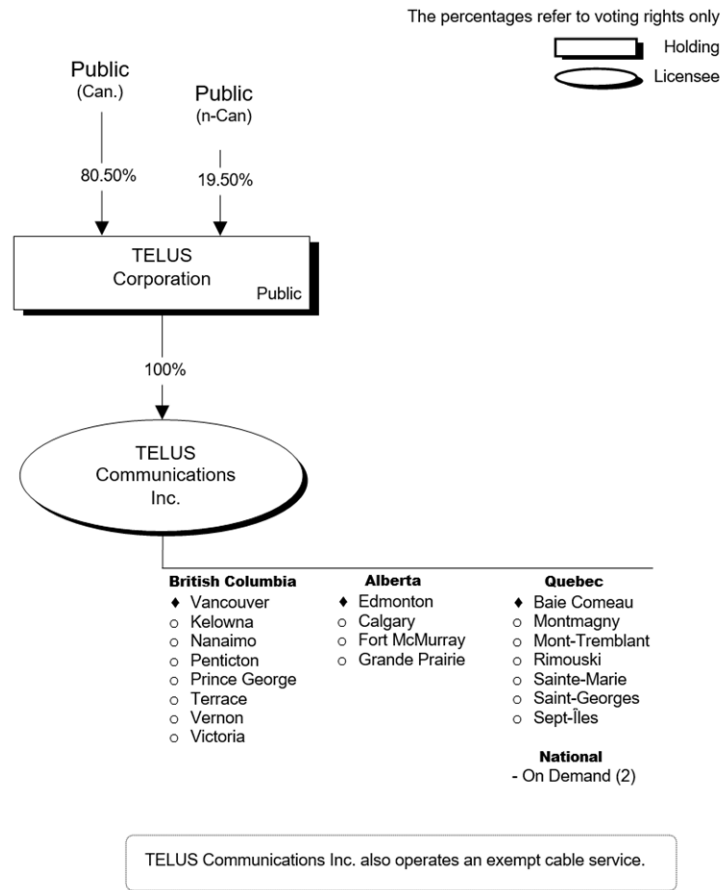 The percentages refer to voting rights only
Holding
Licensee
Public
(Can.)
Public
(n-Can)
80.50%
19.50%
TELUS
Corporation
Public
100%
TELUS
Communications
Inc.
British Columbia
♦ Vancouver
○ Kelowna
○ Nanaimo
○ Penticton
○ Prince George
○ Terrace
○ Vernon
○ Victoria
Alberta
♦ Edmonton
○ Calgary
○ Fort McMurray
○ Grande Prairie
Quebec
♦ Baie Comeau
○ Montmagny
○ Mont-Tremblant
○ Rimouski
○ Sainte-Marie
○ Saint-Georges
○ Sept-Îles
National
- On Demand (2)
TELUS Communications Inc. also operates an exempt cable service.